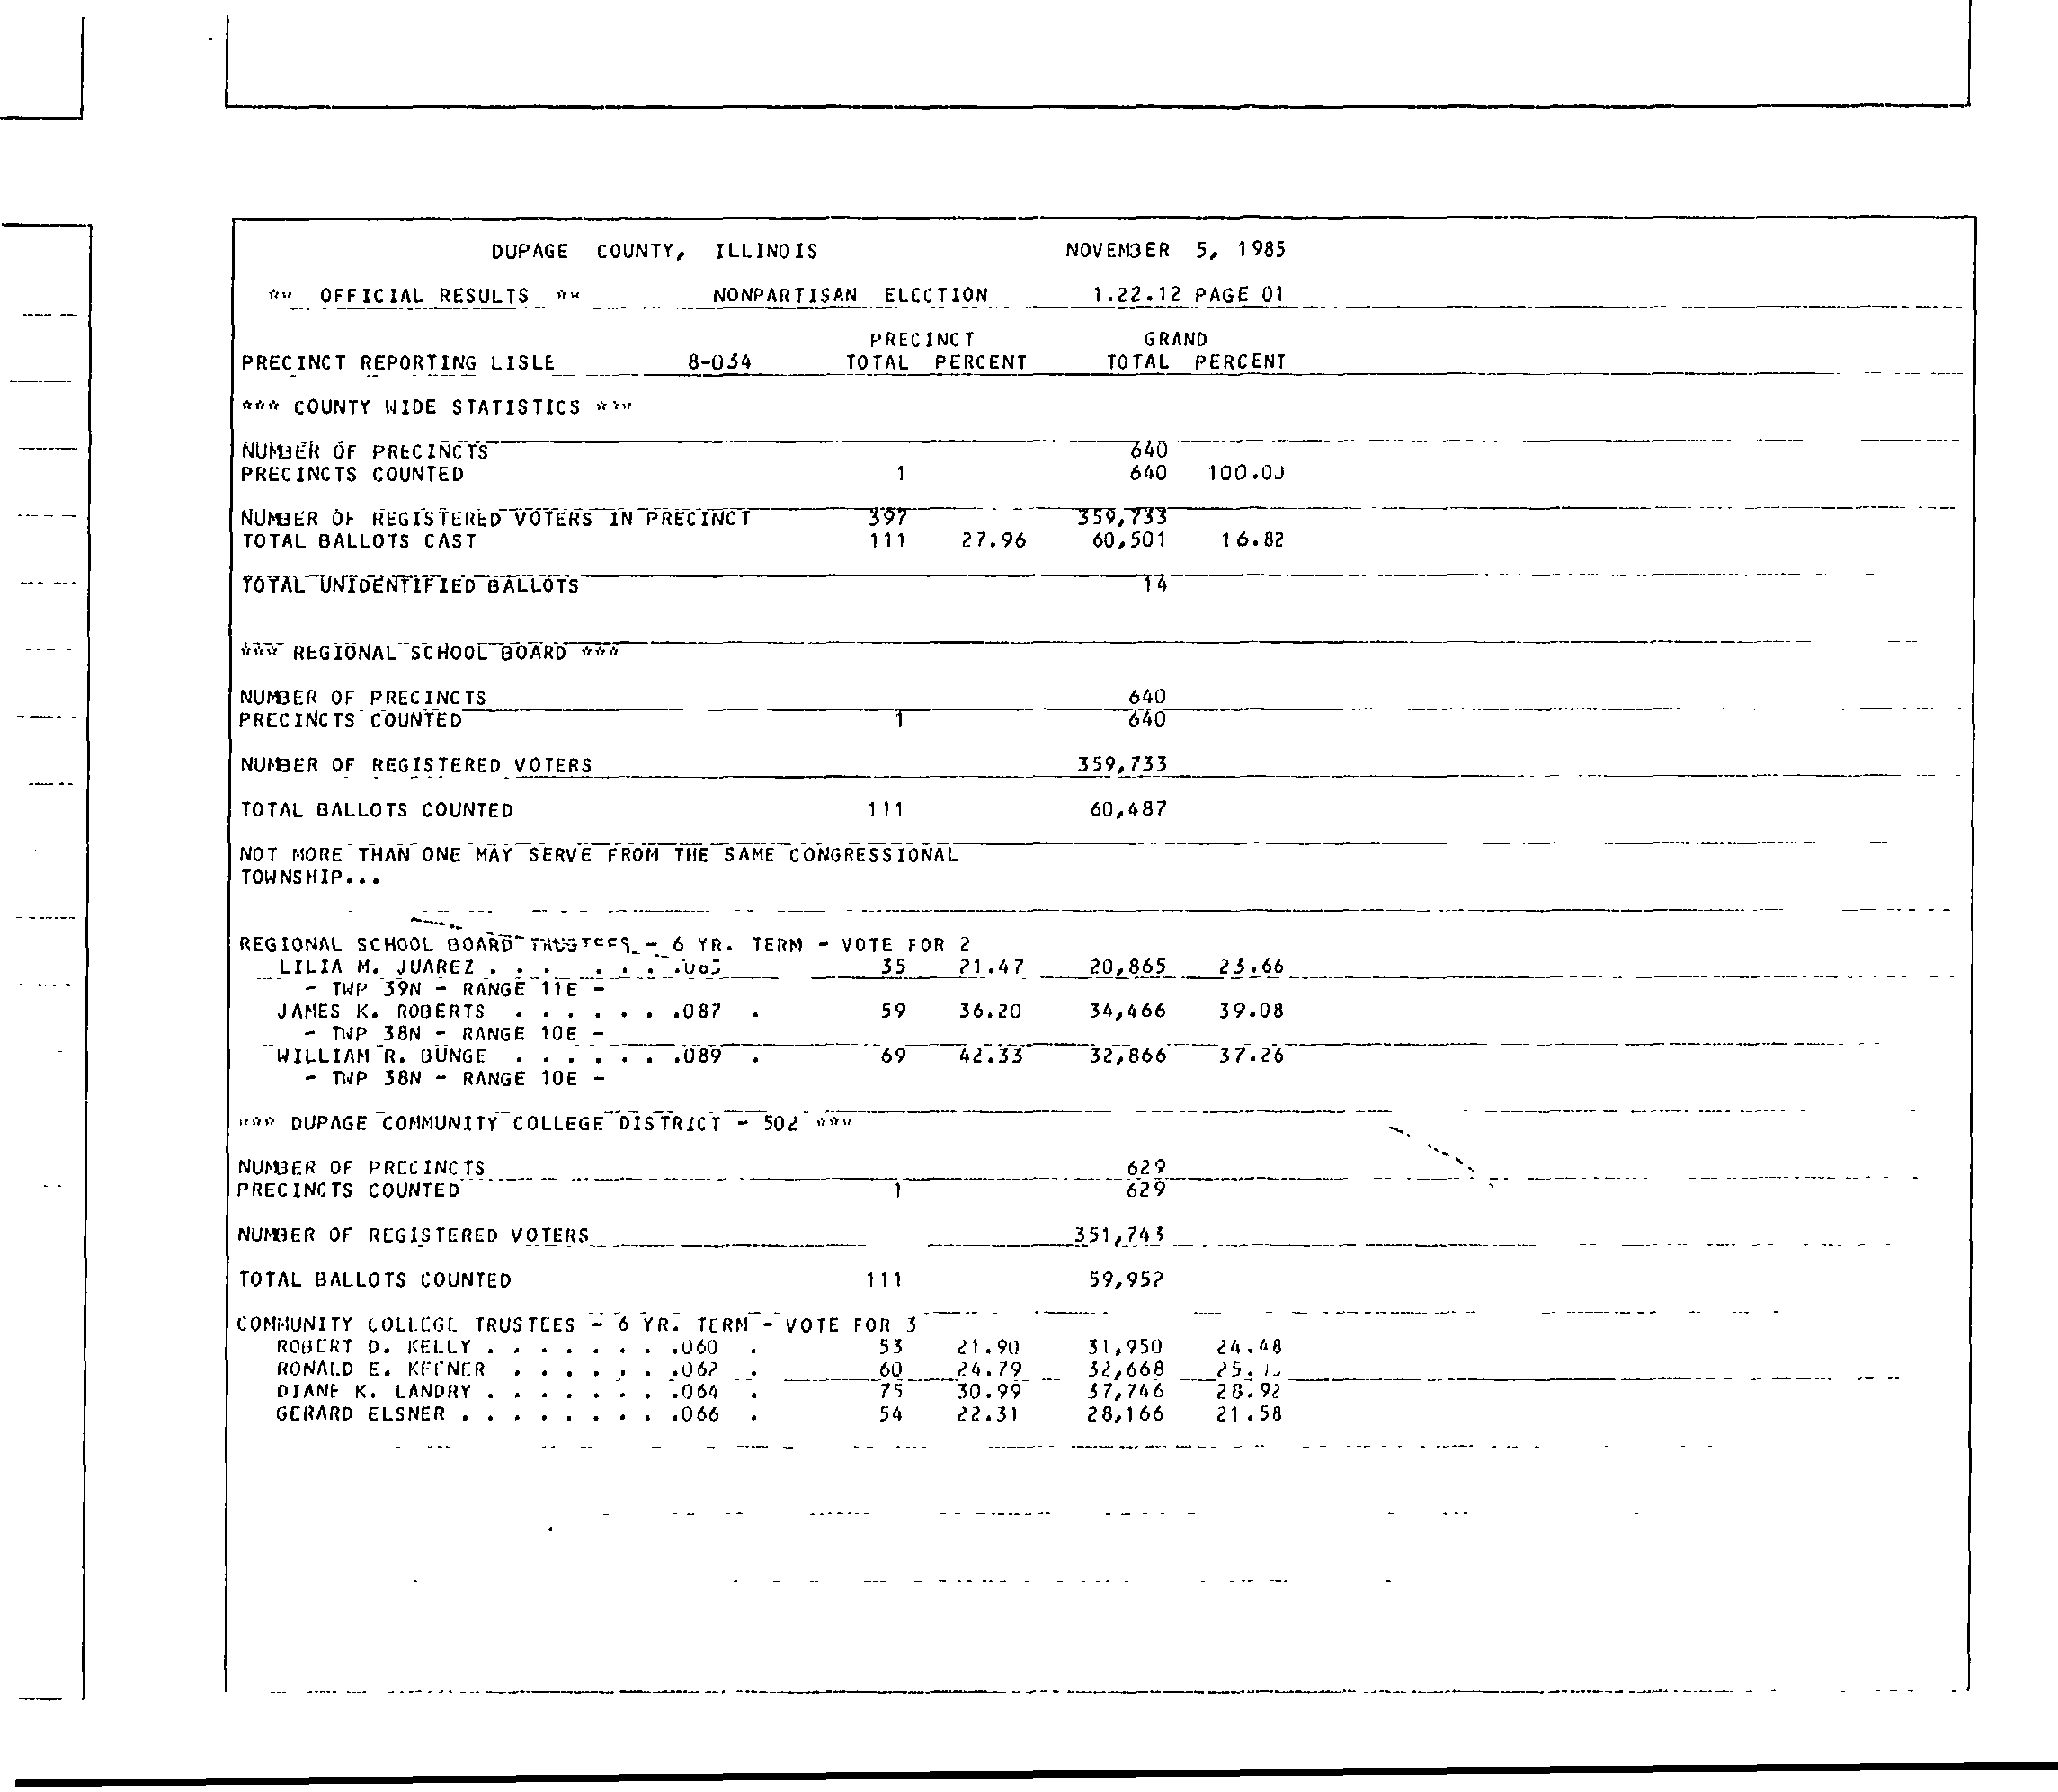 DUPAGE COUNTY, ILLINOIS NOVEMBER 5, 1985
** OFFICIAL RESULTS ** NONPARTISAN ELECTION 1.22.12 PAGE 01
PRECINCT GRAND
PRECINCT REPORTING LISLE 8-034 TOTAL PERCENT TOTAL PERCENT
*** COUNTY WIDE STATISTICS ***
NUMBER OF PRECINCTS 640
PRECINCTS COUNTED 1 640 100.00
NUMBER OF REGISTERED VOTERS IN PRECINCT 397 359,733
TOTAL BALLOTS CAST 111 27.96 60,501 16.82
TOTAL UNIDENTIFIED BALLOTS 14
*** REGIONAL SCHOOL BOARD ***
NUMBER OF PRECINCTS 640
PRECINCTS COUNTED 1 640
NUMBER OF REGISTERED VOTERS 359,733
TOTAL BALLOTS COUNTED 111 60,487
NOT MORE THAN ONE MAY SERVE FROM THE SAME CONGRESSIONAL
TOWNSHIP...
REGIONAL SCHOOL BOARD TRUSTEES - 6 YR. TERM - VOTE FOR 2
LILIA M. JUAREZ . . . . . . . 35 21.47 20,865 23.66
- TWP 39N - RANGE 11E -
JAMES K. ROBERTS . . . . . . .087 . 59 36.20 34,466 39.08
- TWP 38N - RANGE 10E -
WILLIAM R. BUNGE . . . . . . .089 . 69 42.33 32,866 37.26
- TWP 38N - RANGE 10E -
*** DUPAGE COMMUNITY COLLEGE DISTRICT - 502 ***
NUMBER OF PRECINCTS 629
PRECINCTS COUNTED 1 629
NUMBER OF REGISTERED VOTERS 351,743
TOTAL BALLOTS COUNTED 111 59,952
COMMUNITY COLLEGE TRUSTEES - 6 YR. TERM - VOTE FOR 3
ROBERT D. KELLY . . . . . . . .060 . 53 21.90 31,950 24.48
RONALD E. KEENER . . . . . . .062 . 60 24.79 32,668
DIANE K. LANDRY . . . . . . . .064 . 75 30.99 37,746 28.92
GERARD ELSNER . . . . . . . . .066 . 54 22.31 28,166 21.58